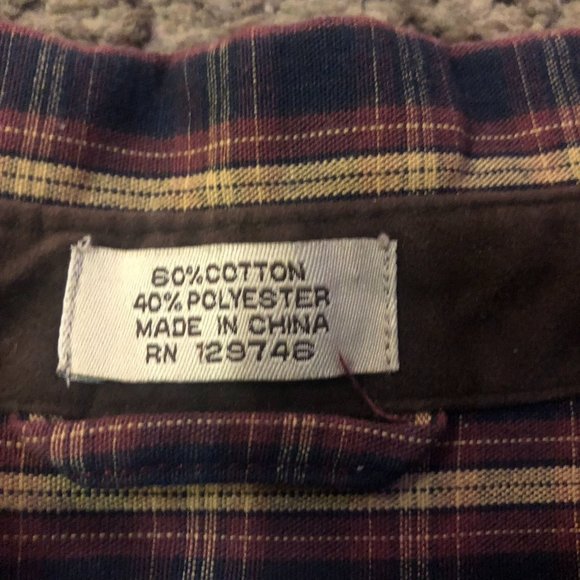 60%COTTON
40%POLYESTER
MADE IN CHINA
RN 129746